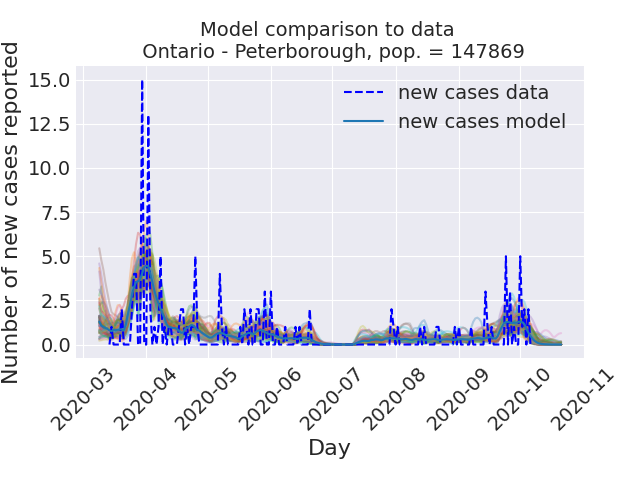 Model comparison to data
Ontario - Peterborough, pop. = 147869
Number of new cases reported
15.0
12.5
10.0
7.5
5.0
2.5
0.0
new cases data
new cases model
2020-03
2020-04
2020-05
2020-06
2020-07
2020-08
2020-09
2020-10
2020-11
Day